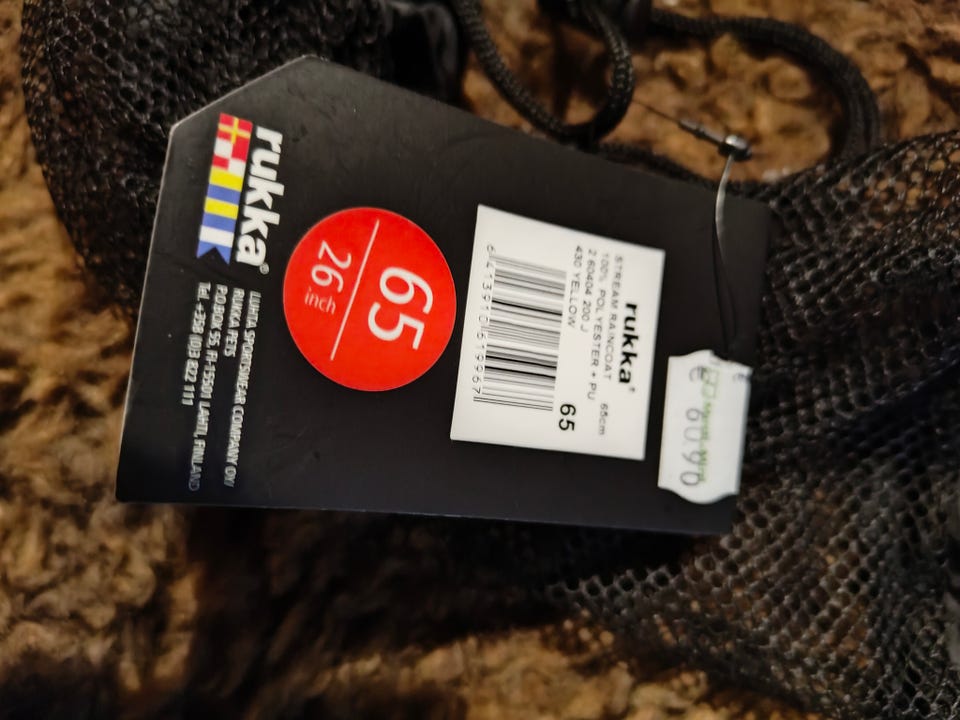 rukka®
LUHTA SPORTSWEAR COMPANY OY/
RUKKA PETS
P.O.BOX 55, FI-15501 LAHTI, FINLAND
Tel. +358 (0)3 822 111
65
26
inch
rukka®
STREAM RAINCOAT 65cm
100% POLYESTER + PU
2 60404 200 J
430 YELLOW
65
6413910619967
€ 60.90